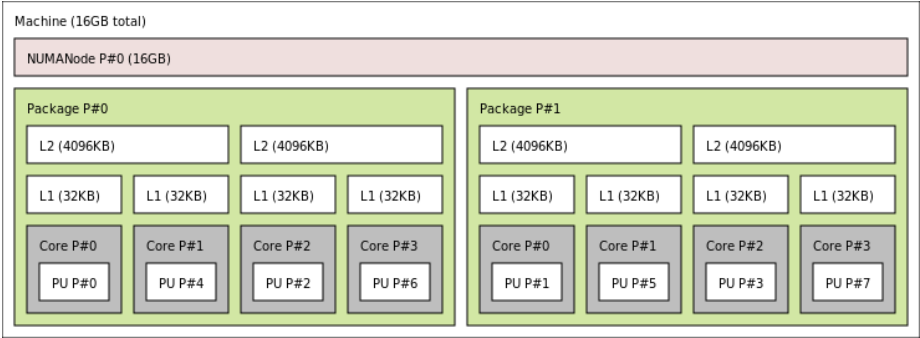 Machine (16GB total)
NUMANode P#0 (16GB)
Package P#0
L2 (4096KB) L2 (4096KB)
L1 (32KB) L1 (32KB) L1 (32KB) L1 (32KB)
Core P#0 Core P#1 Core P#2 Core P#3
PU P#0 PU P#4 PU P#2 PU P#6
Package P#1
L2 (4096KB) L2 (4096KB)
L1 (32KB) L1 (32KB) L1 (32KB) L1 (32KB)
Core P#0 Core P#1 Core P#2 Core P#3
PU P#1 PU P#5 PU P#3 PU P#7